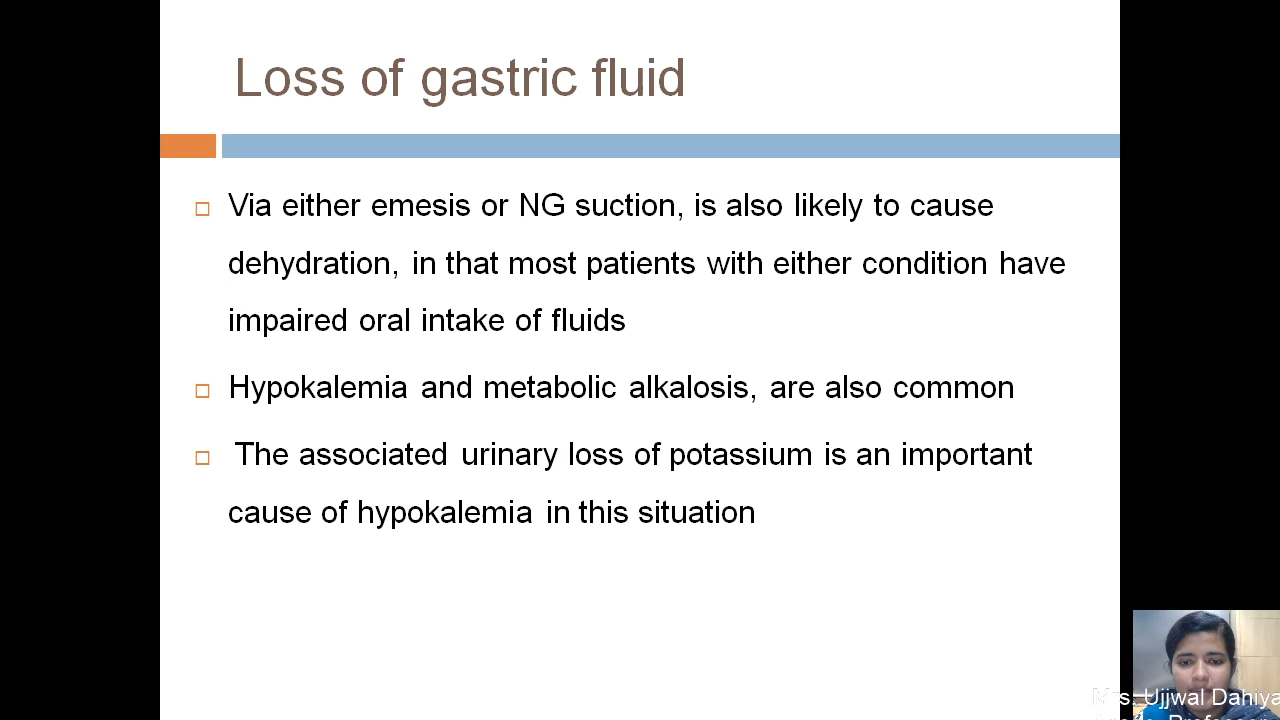 Loss of gastric fluid
Via either emesis or NG suction, is also likely to cause
dehydration, in that most patients with either condition have
impaired oral intake of fluids
Hypokalemia and metabolic alkalosis, are also common
The associated urinary loss of potassium is an important
cause of hypokalemia in this situation
Mrs. Ujjwal Dahiya